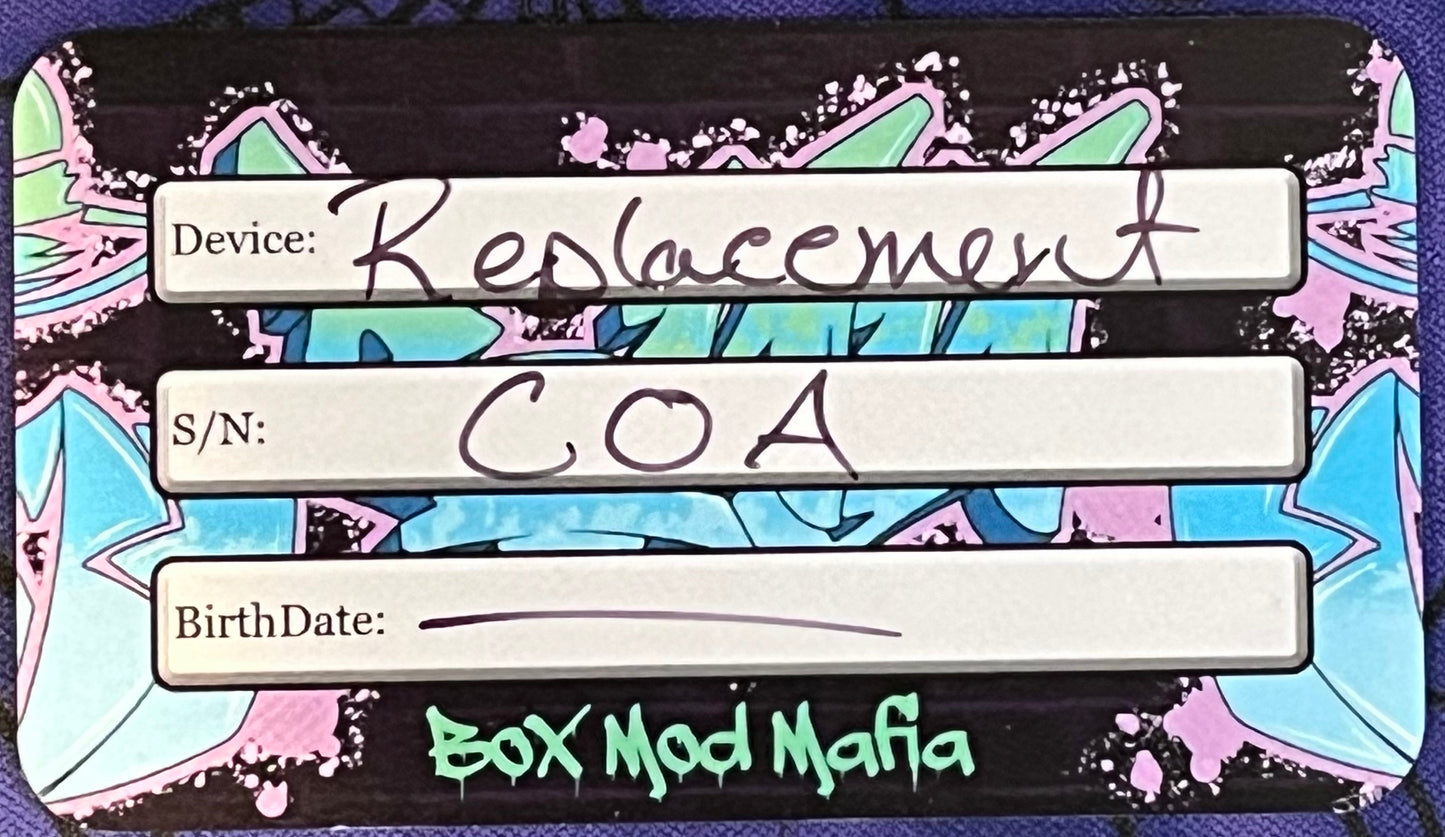 Device: Replacement
S/N: COA
BirthDate: —
Box Mod Mafia